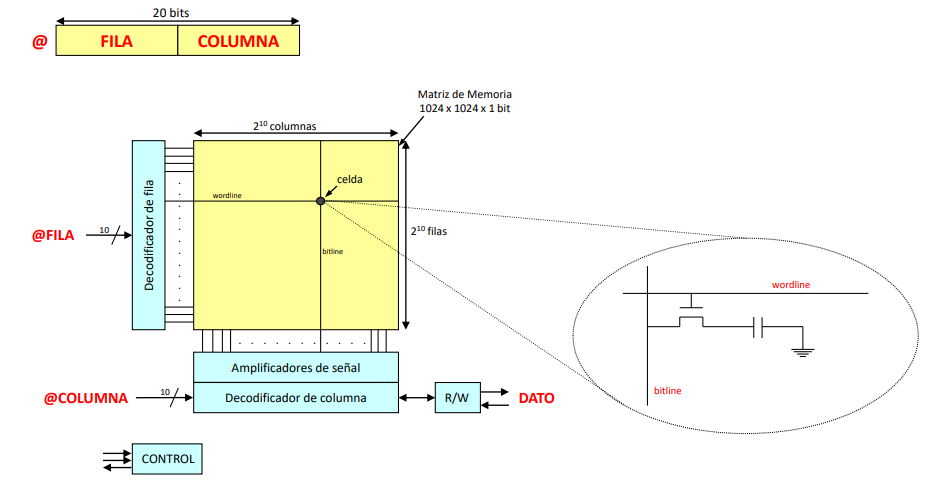 20 bits
@
FILA
COLUMNA
Matriz de Memoria
1024 x 1024 x 1 bit
2¹⁰ columnas
celda
wordline
Decodificador de fila
@FILA
10
2¹⁰ filas
bitline
wordline
bitline
Amplificadores de señal
@COLUMNA
10
Decodificador de columna
R/W
DATO
CONTROL